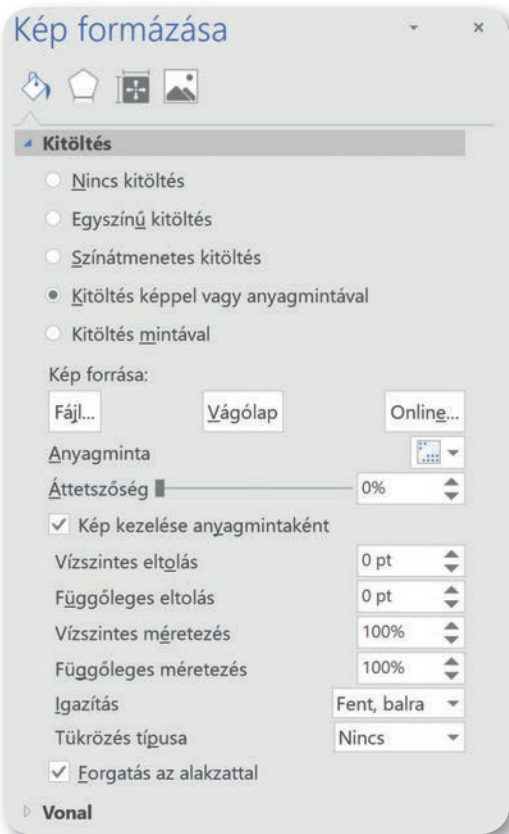 Kép formázása
Kitöltés
Nincs kitöltés
Egyszínű kitöltés
Színátmenetes kitöltés
Kitöltés képpel vagy anyagmintával
Kitöltés mintával
Kép forrása:
Fájl... Vágólap Online...
Anyagminta
Áttetszőség 0%
Kép kezelése anyagmintaként
Vízszintes eltolás 0 pt
Függőleges eltolás 0 pt
Vízszintes méretezés 100%
Függőleges méretezés 100%
Igazítás Fent, balra
Tükrözés típusa Nincs
Forgatás az alakzattal
Vonal